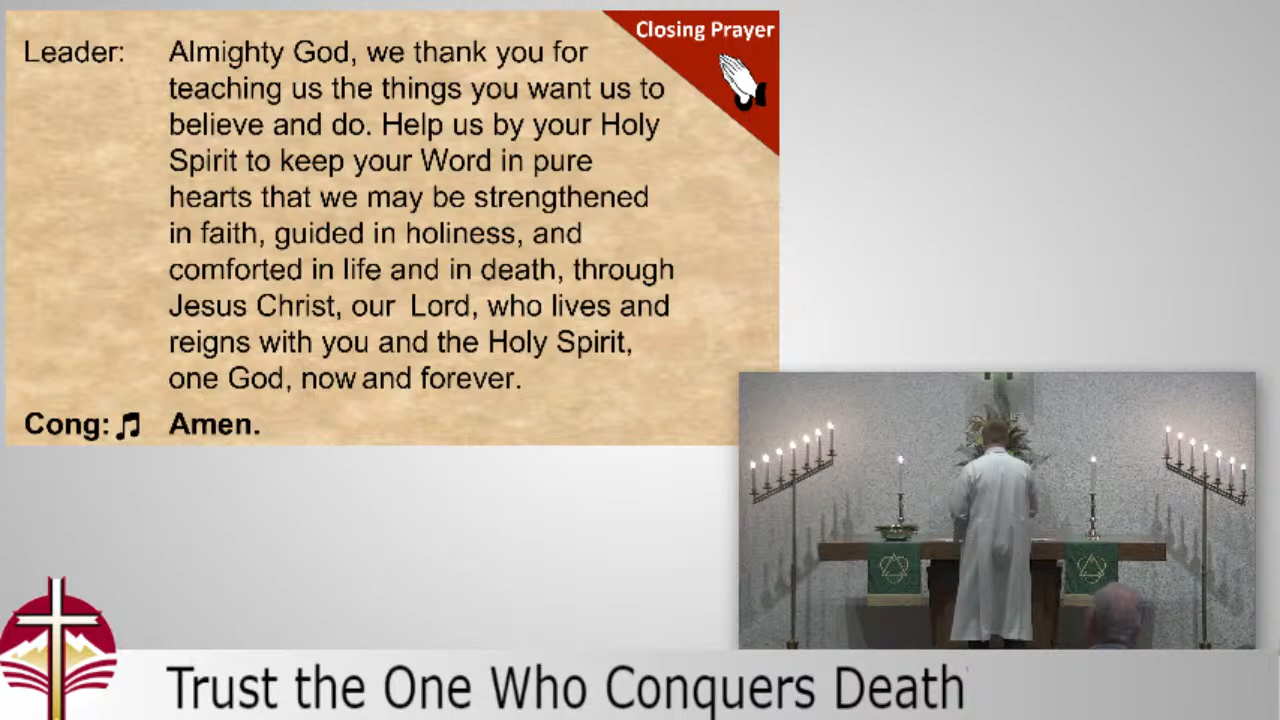 Closing Prayer
Leader: Almighty God, we thank you for
teaching us the things you want us to
believe and do. Help us by your Holy
Spirit to keep your Word in pure
hearts that we may be strengthened
in faith, guided in holiness, and
comforted in life and in death, through
Jesus Christ, our Lord, who lives and
reigns with you and the Holy Spirit,
one God, now and forever.
Cong: ♫ Amen.
Trust the One Who Conquers Death